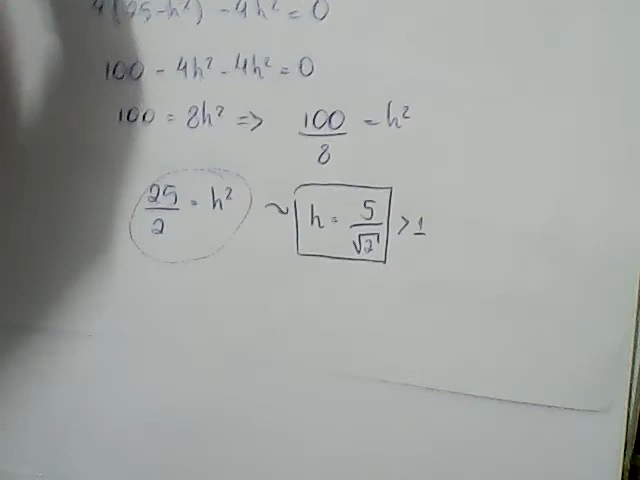 4(25-h²) - 4h² = 0
100 - 4h² - 4h² = 0
100 = 8h² => 100/8 = h²
25/2 = h² ~ h = 5/√2 > 1